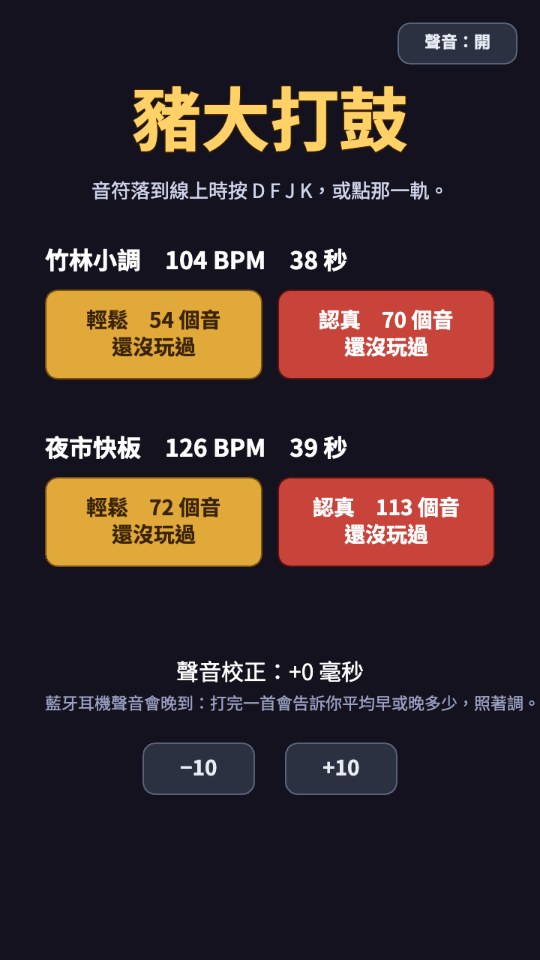 聲音：開
豬大打鼓
音符落到線上時按 D F J K，或點那一軌。
竹林小調　104 BPM　38 秒
輕鬆　54 個音
還沒玩過
認真　70 個音
還沒玩過
夜市快板　126 BPM　39 秒
輕鬆　72 個音
還沒玩過
認真　113 個音
還沒玩過
聲音校正：+0 毫秒
藍牙耳機聲音會晚到：打完一首會告訴你平均早或晚多少，照著調。
−10
+10